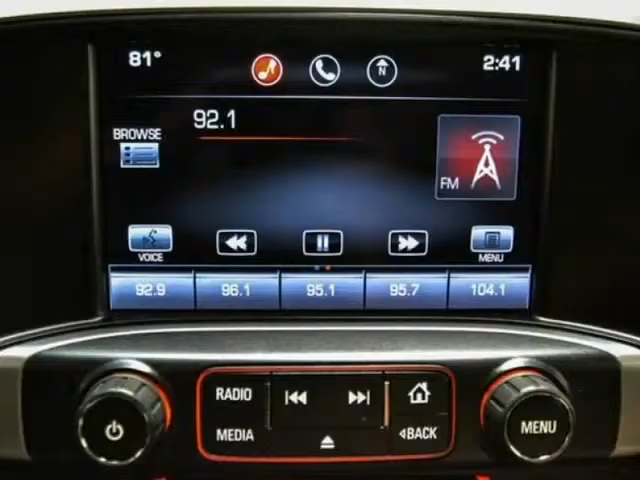 81° N 2:41
92.1
BROWSE
FM
VOICE MENU
92.9 96.1 95.1 95.7 104.1
RADIO
MEDIA BACK
MENU